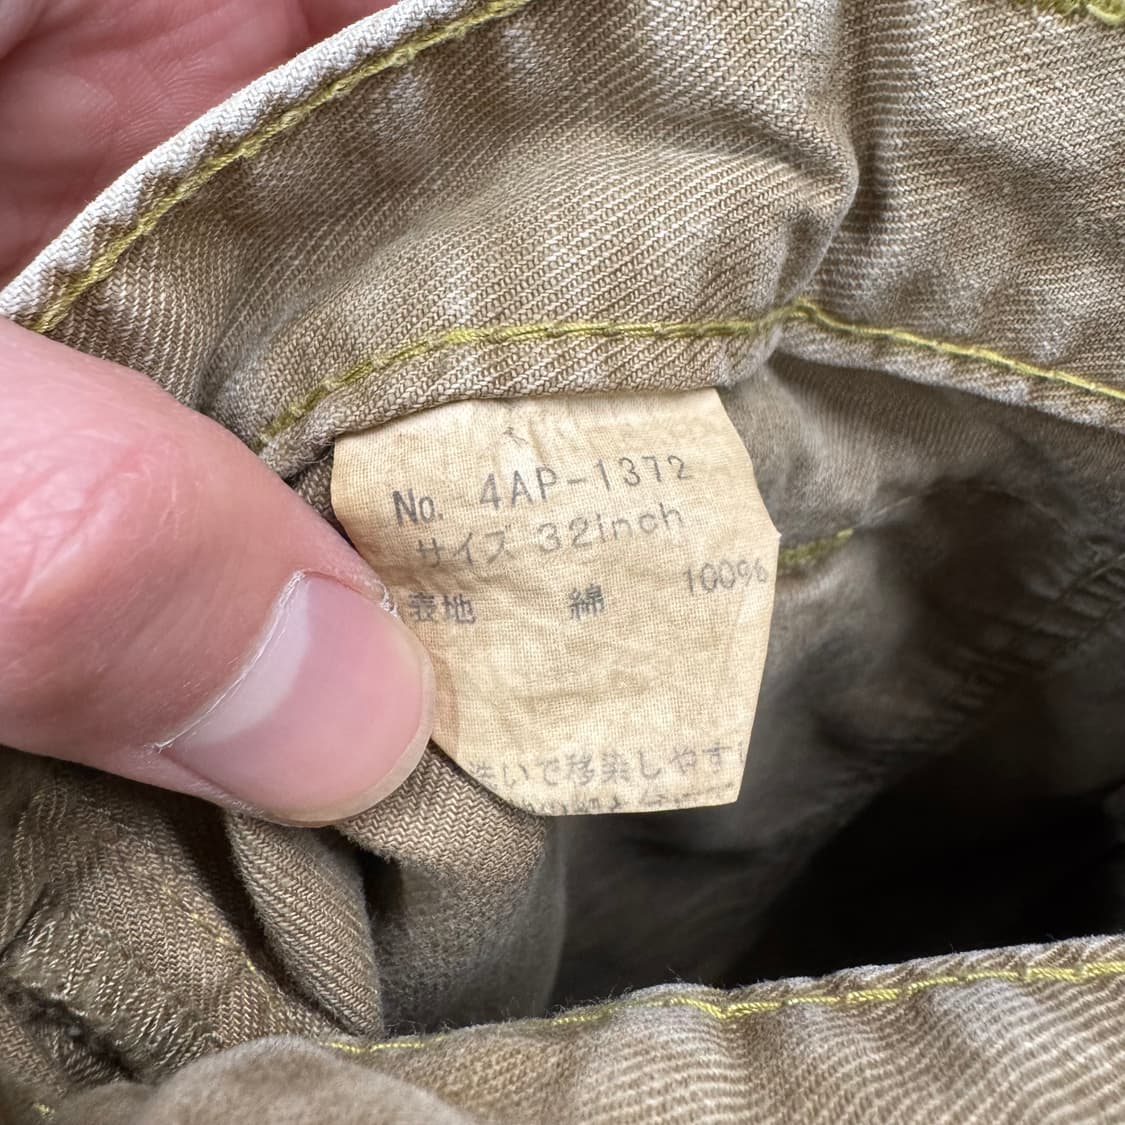 No. 4AP-1372
サイズ 32inch
表地 綿 100%
洗いで移染しやすい